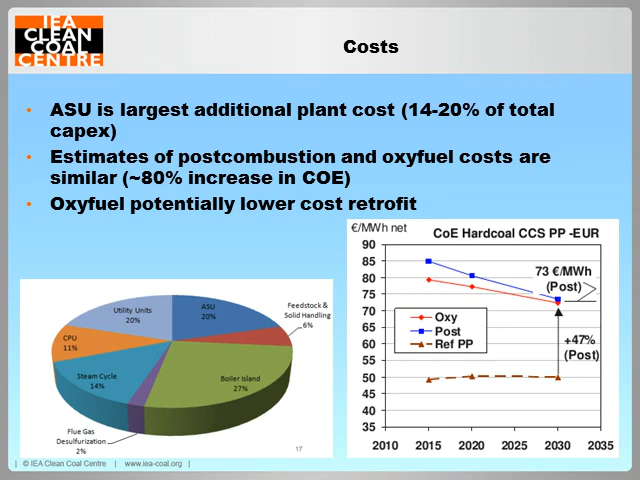 IEA
CLEAN
COAL
CENTRE
Costs
• ASU is largest additional plant cost (14-20% of total
capex)
• Estimates of postcombustion and oxyfuel costs are
similar (~80% increase in COE)
• Oxyfuel potentially lower cost retrofit
Utility Units
20%
ASU
20%
Feedstock &
Solid Handling
6%
CPU
11%
Steam Cycle
14%
Boiler Island
27%
Flue Gas
Desulfurization
2%
17
€/MWh net
CoE Hardcoal CCS PP -EUR
90
85
80
75
70
65
60
55
50
45
40
35
73 €/MWh
(Post)
Oxy
Post
Ref PP
+47%
(Post)
2010 2015 2020 2025 2030 2035
| © IEA Clean Coal Centre | www.iea-coal.org |